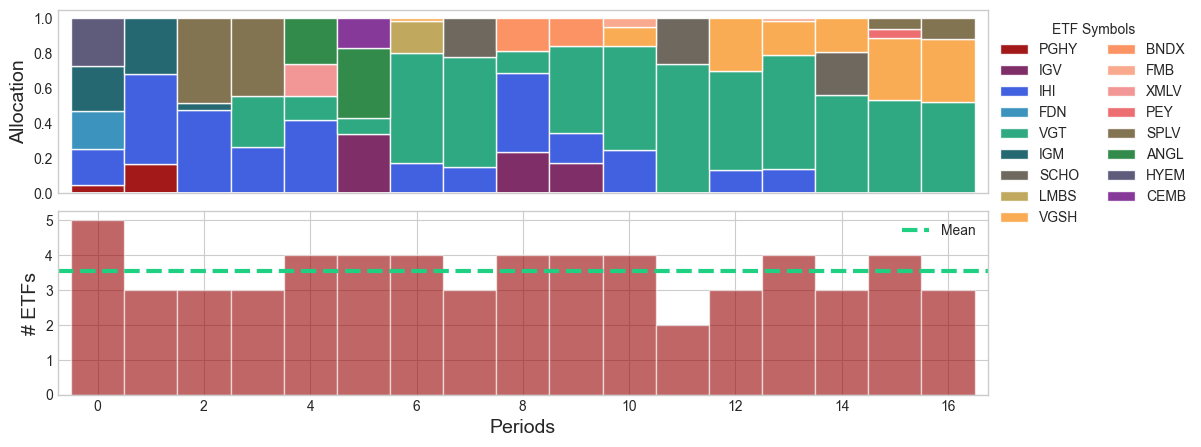 1.0
0.8
0.6
0.4
0.2
0.0
Allocation
ETF Symbols
PGHY
IGV
IHI
FDN
VGT
IGM
SCHO
LMBS
VGSH
BNDX
FMB
XMLV
PEY
SPLV
ANGL
HYEM
CEMB
5
4
3
2
1
0
# ETFs
Mean
0 2 4 6 8 10 12 14 16
Periods